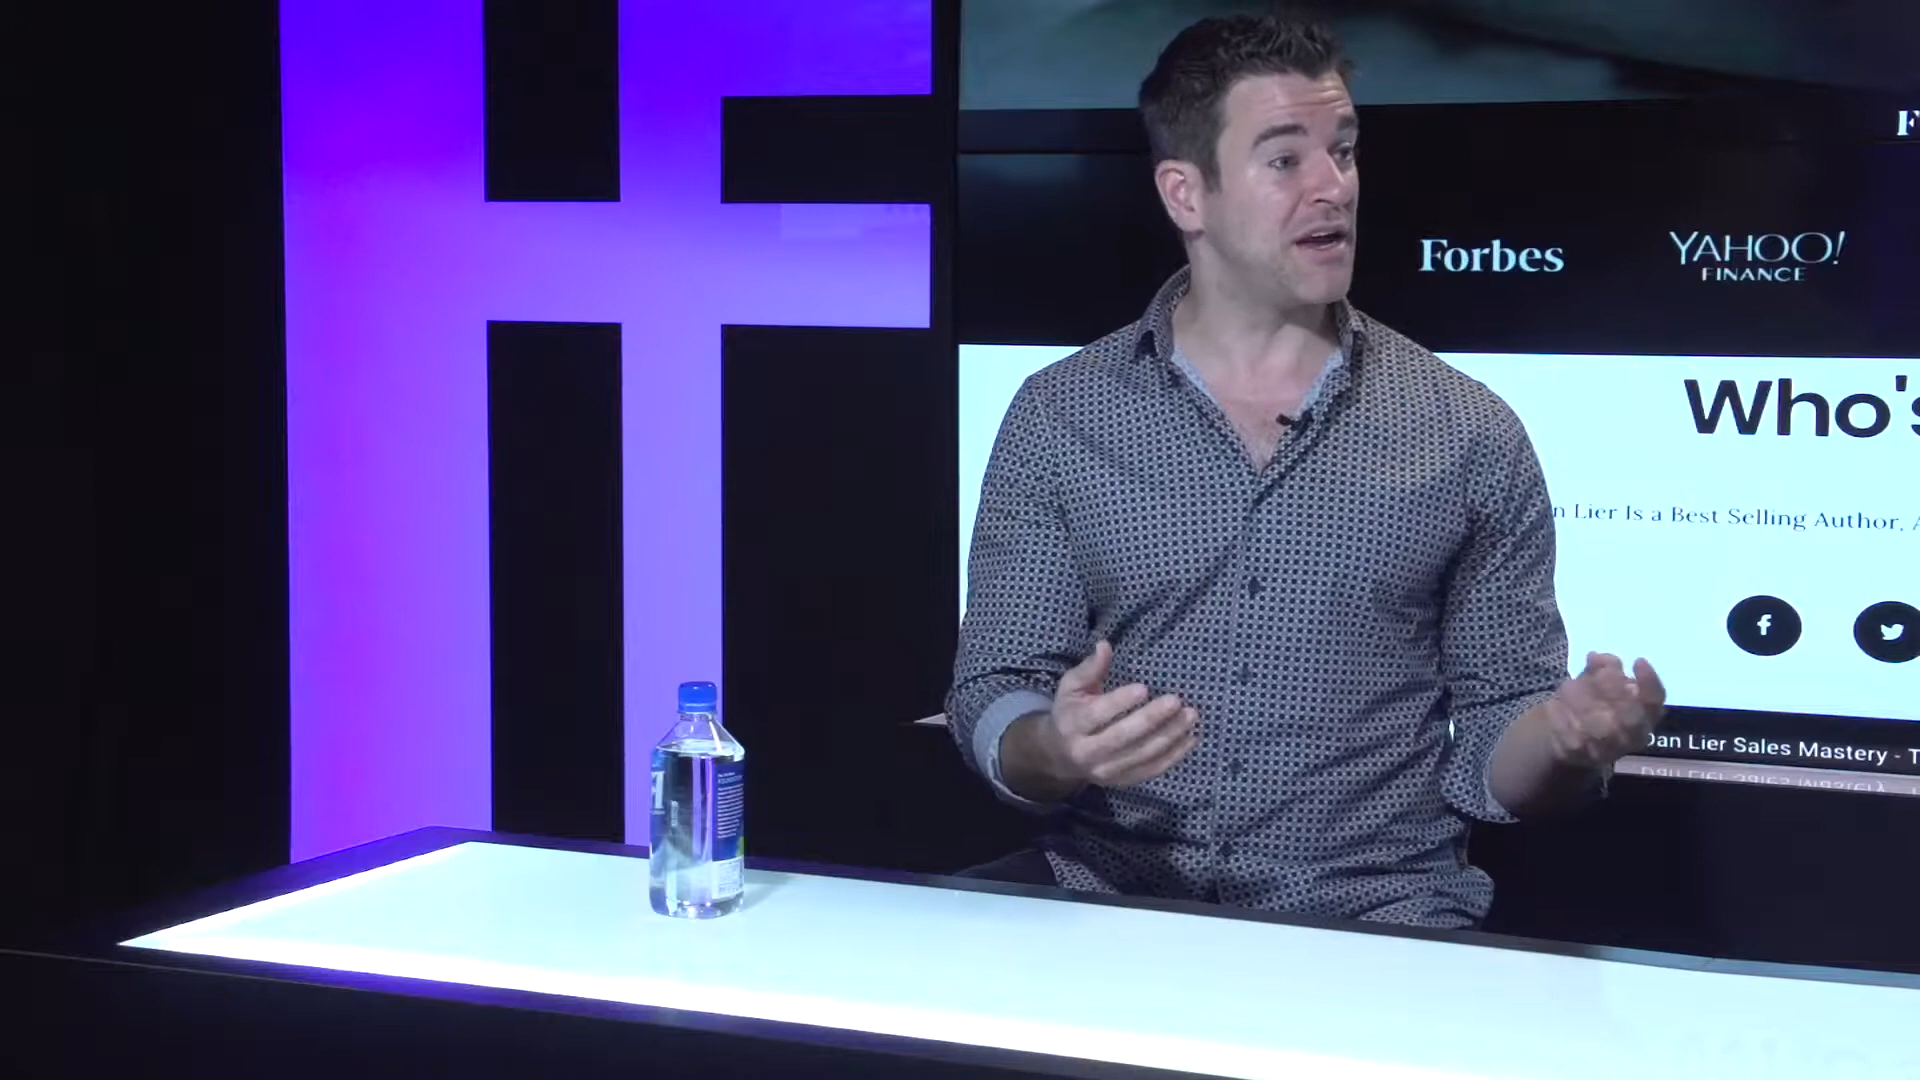 F
Forbes
YAHOO!
FINANCE
Who's
n Lier Is a Best Selling Author, A
Dan Lier Sales Mastery - T